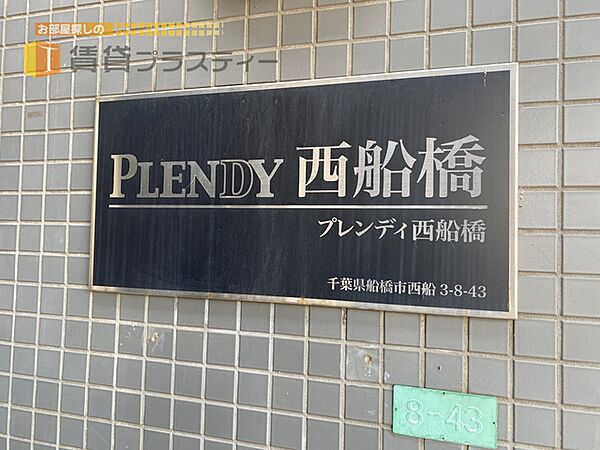 お部屋探しの
賃貸プラスティー
PLENDY 西船橋
プレンディ西船橋
千葉県船橋市西船 3-8-43
8-43